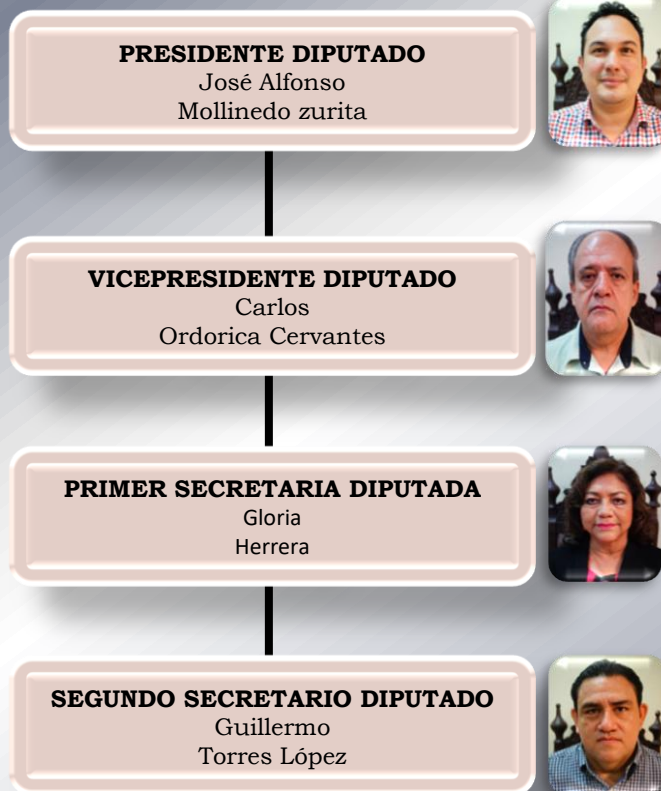 PRESIDENTE DIPUTADO
José Alfonso
Mollinedo zurita
VICEPRESIDENTE DIPUTADO
Carlos
Ordorica Cervantes
PRIMER SECRETARIA DIPUTADA
Gloria
Herrera
SEGUNDO SECRETARIO DIPUTADO
Guillermo
Torres López